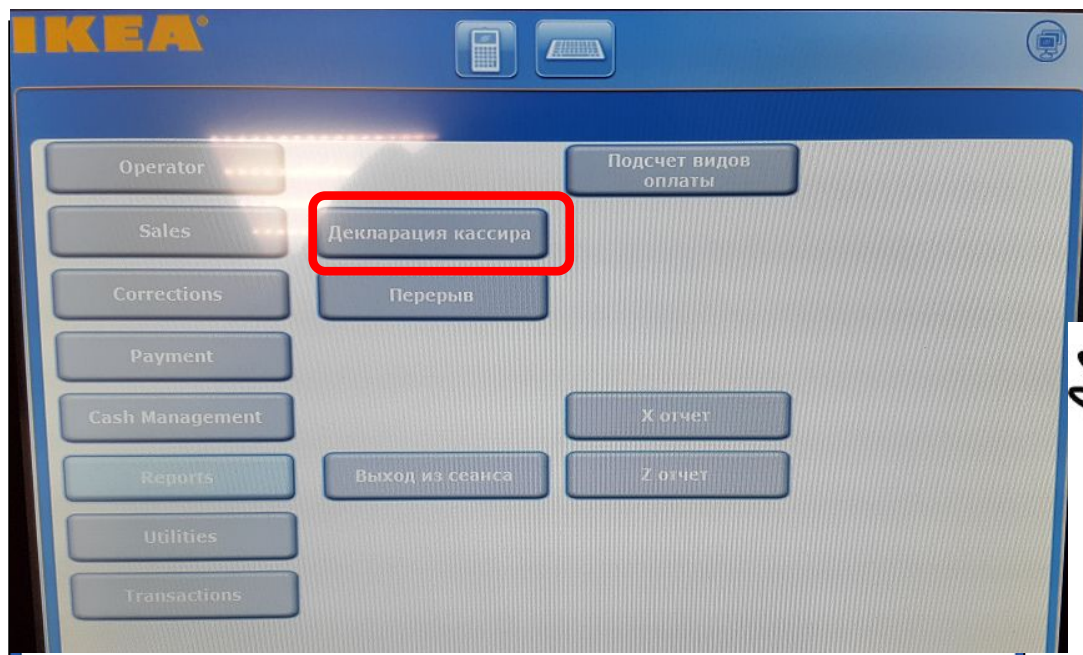 IKEA
Operator
Подсчет видов
оплаты
Sales
Декларация кассира
Corrections
Перерыв
Payment
Cash Management
X отчет
Reports
Выход из сеанса
Z отчет
Utilities
Transactions